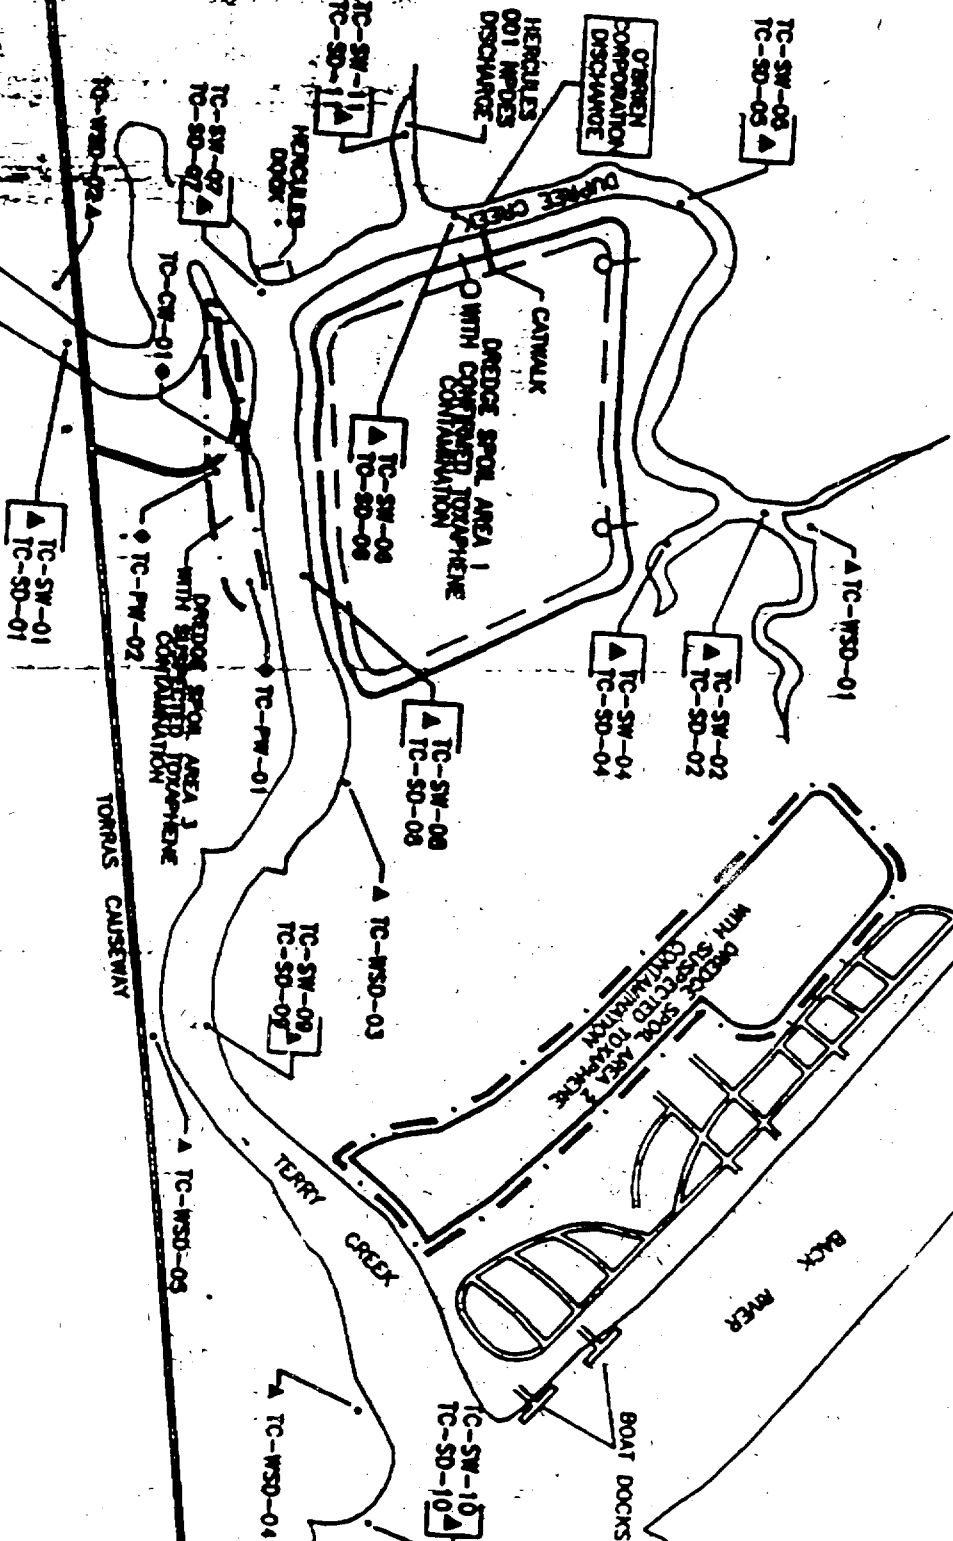 TC-SW-05
TC-SD-05
O'BRIEN
CORPORATION
DISCHARGE
HERCULES
001 NPDES
DISCHARGE
TC-SW-11
TC-SD-11
DUPREE CREEK
HERCULES
DOCK
TC-SW-07
TC-SD-07
TC-WSD-02
TC-CW-01
CATWALK
DREDGE SPOIL AREA 1
WITH CONFIRMED TOXAPHENE
CONTAMINATION
TC-SD-06
TC-WSD-01
TC-SW-02
TC-SD-02
TC-SW-04
TC-SD-04
TC-SW-08
TC-SD-08
TC-SW-01
TC-SD-01
TC-PW-02
TC-PW-01
DREDGE SPOIL AREA 3
WITH SUSPECTED TOXAPHENE
CONTAMINATION
TORRAS CAUSEWAY
TC-WSD-03
TC-SW-09
TC-SD-09
DREDGE SPOIL AREA 2
WITH SUSPECTED TOXAPHENE
CONTAMINATION
TC-WSD-05
TERRY CREEK
BACK RIVER
BOAT DOCKS
TC-WSD-04
TC-SW-10
TC-SD-10